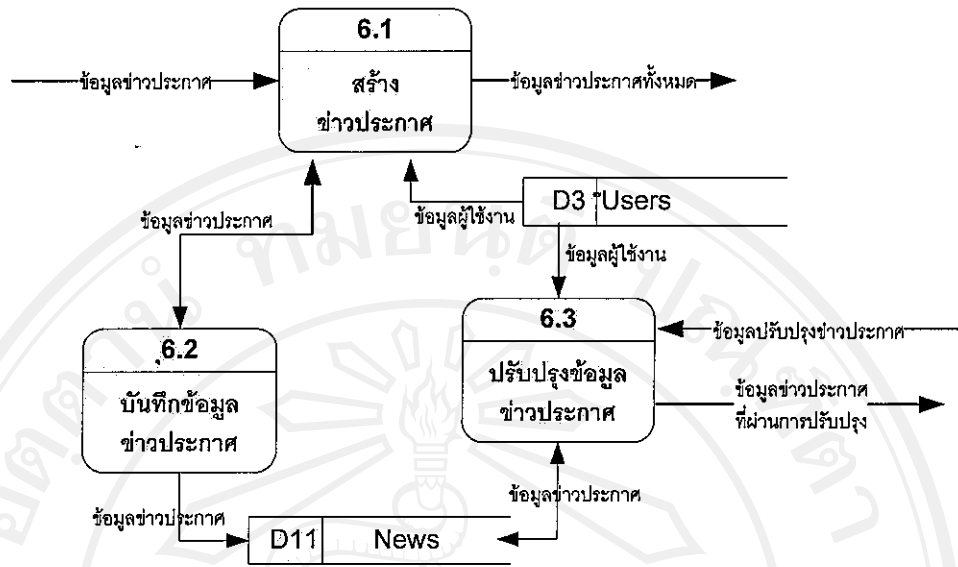 6.1
ข้อมูลข่าวประกาศ
สร้าง
ข่าวประกาศ
ข้อมูลข่าวประกาศทั้งหมด
D3 Users
ข้อมูลผู้ใช้งาน
ข้อมูลข่าวประกาศ
ข้อมูลผู้ใช้งาน
6.3
ข้อมูลปรับปรุงข่าวประกาศ
6.2
ปรับปรุงข้อมูล
ข่าวประกาศ
ข้อมูลข่าวประกาศ
ที่ผ่านการปรับปรุง
บันทึกข้อมูล
ข่าวประกาศ
ข้อมูลข่าวประกาศ
ข้อมูลข่าวประกาศ
D11 News